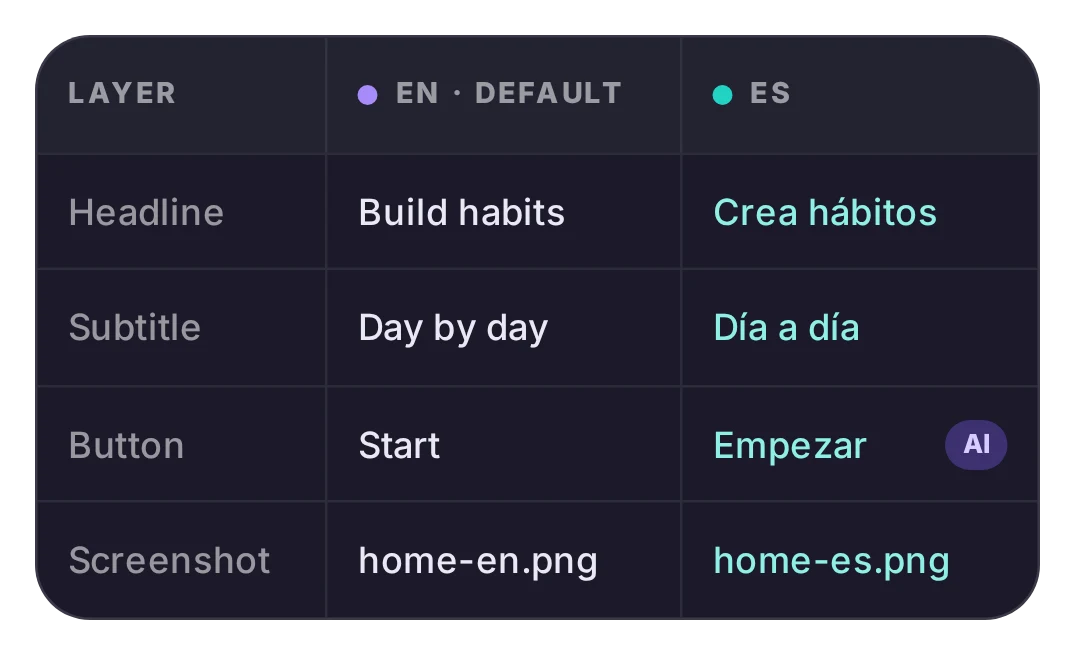 LAYER EN · DEFAULT ES
Headline Build habits Crea hábitos
Subtitle Day by day Día a día
Button Start Empezar AI
Screenshot home-en.png home-es.png